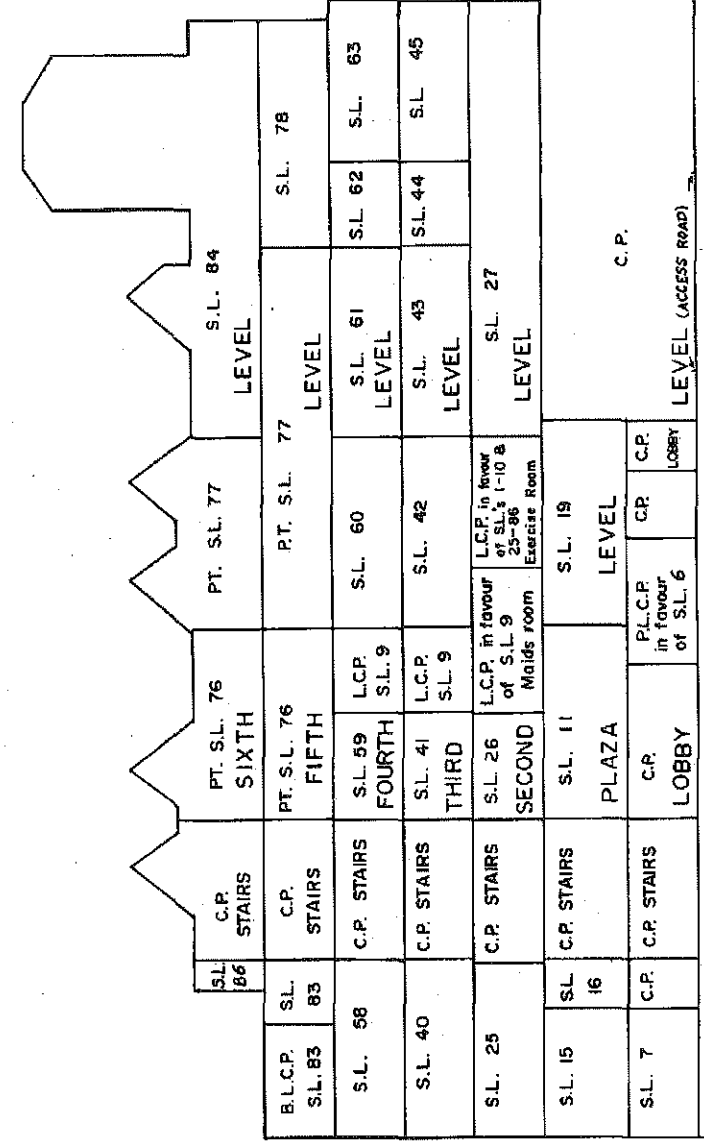 S.L. 86
C.P.
STAIRS
PT. S.L. 76
SIXTH
PT. S.L. 77
S.L. 84
LEVEL
B.L.C.P.
S.L. 83
S.L.
83
C.P.
STAIRS
PT. S.L. 76
FIFTH
P.T. S.L. 77
LEVEL
S.L. 78
S.L. 58
C.P. STAIRS
S.L. 59
FOURTH
L.C.P.
S.L. 9
S.L. 60
S.L. 61
LEVEL
S.L. 62
S.L. 63
S.L. 40
C.P. STAIRS
S.L. 41
THIRD
L.C.P.
S.L. 9
S.L. 42
S.L. 43
LEVEL
S.L. 44
S.L 45
S.L. 25
C.P. STAIRS
S.L. 26
SECOND
L.C.P. in favour
of S.L. 9
Maids room
L.C.P. in favour
of S.L.'s 1-10 &
25-86
Exercise Room
S.L. 27
LEVEL
S.L. 15
S.L.
16
C.P. STAIRS
S.L. 11
PLAZA
S.L. 19
LEVEL
C.P.
S.L. 7
C.P.
C.P. STAIRS
C.P.
LOBBY
P.L.C.P.
in favour
of S.L. 6
C.P.
C.P.
LOBBY
LEVEL (ACCESS ROAD)